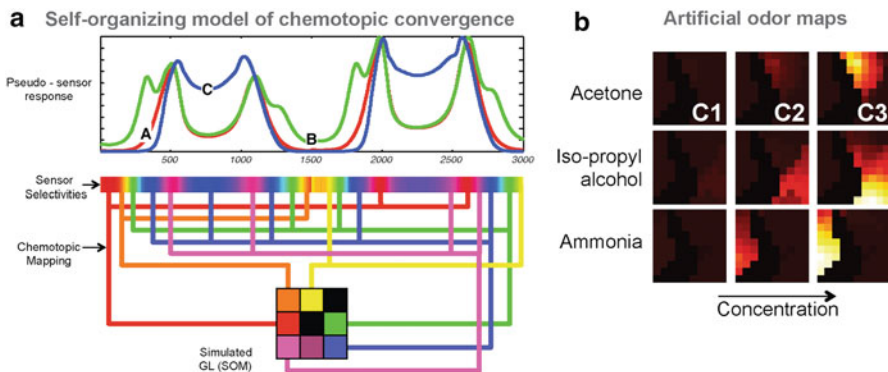 a Self-organizing model of chemotopic convergence
Pseudo - sensor
response
A
B
C
500 1000 1500 2000 2500 3000
Sensor
Selectivities
Chemotopic
Mapping
Simulated
GL (SOM)
b Artificial odor maps
Acetone
C1 C2 C3
Iso-propyl
alcohol
Ammonia
Concentration